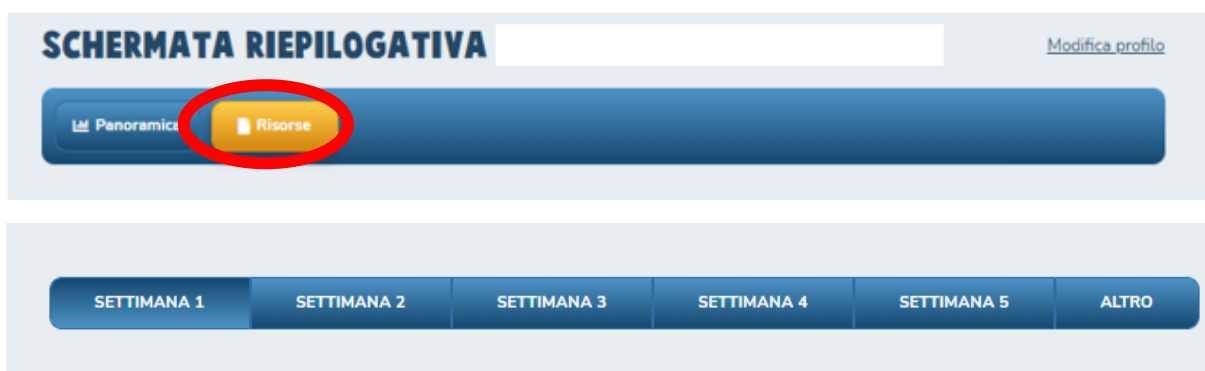 SCHERMATA RIEPILOGATIVA
Modifica profilo
Panoramica Risorse
SETTIMANA 1 SETTIMANA 2 SETTIMANA 3 SETTIMANA 4 SETTIMANA 5 ALTRO